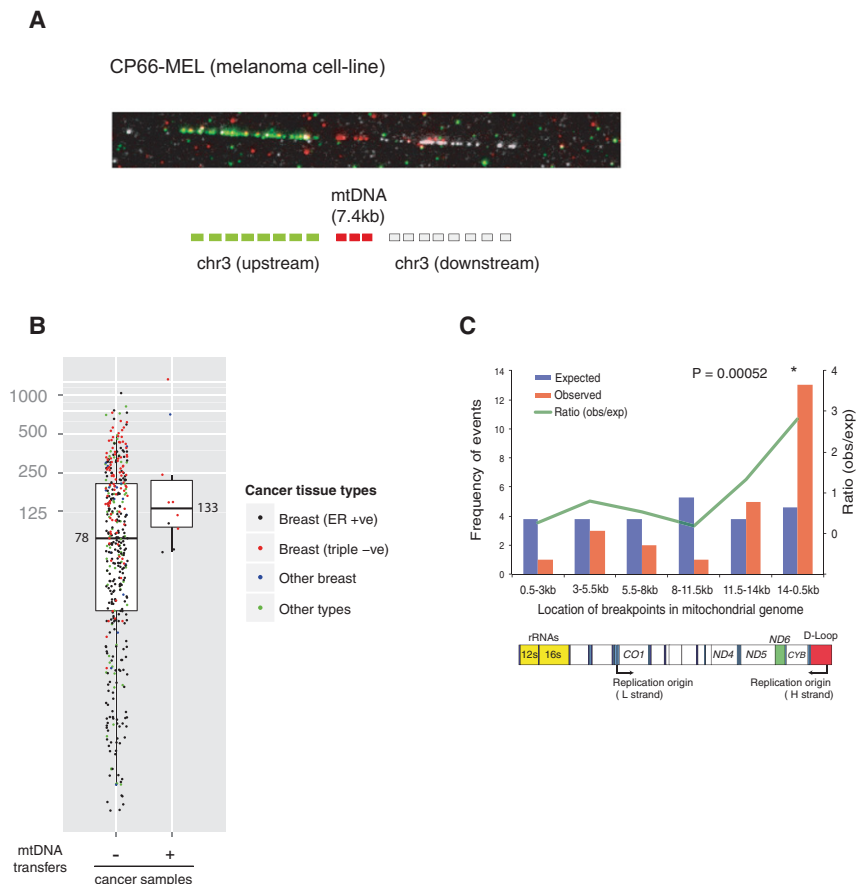 A
CP66-MEL (melanoma cell-line)
mtDNA
(7.4kb)
chr3 (upstream)
chr3 (downstream)
B
1000
500
250
125
78
133
mtDNA
transfers
-
+
cancer samples
Cancer tissue types
Breast (ER +ve)
Breast (triple −ve)
Other breast
Other types
C
14
12
10
8
6
4
2
0
Frequency of events
Expected
Observed
Ratio (obs/exp)
P = 0.00052
*
4
3
2
1
0
Ratio (obs/exp)
0.5-3kb
3-5.5kb
5.5-8kb
8-11.5kb
11.5-14kb
14-0.5kb
Location of breakpoints in mitochondrial genome
rRNAs
ND6
D-Loop
12s
16s
CO1
ND4
ND5
CYB
Replication origin
( L strand)
Replication origin
( H strand)